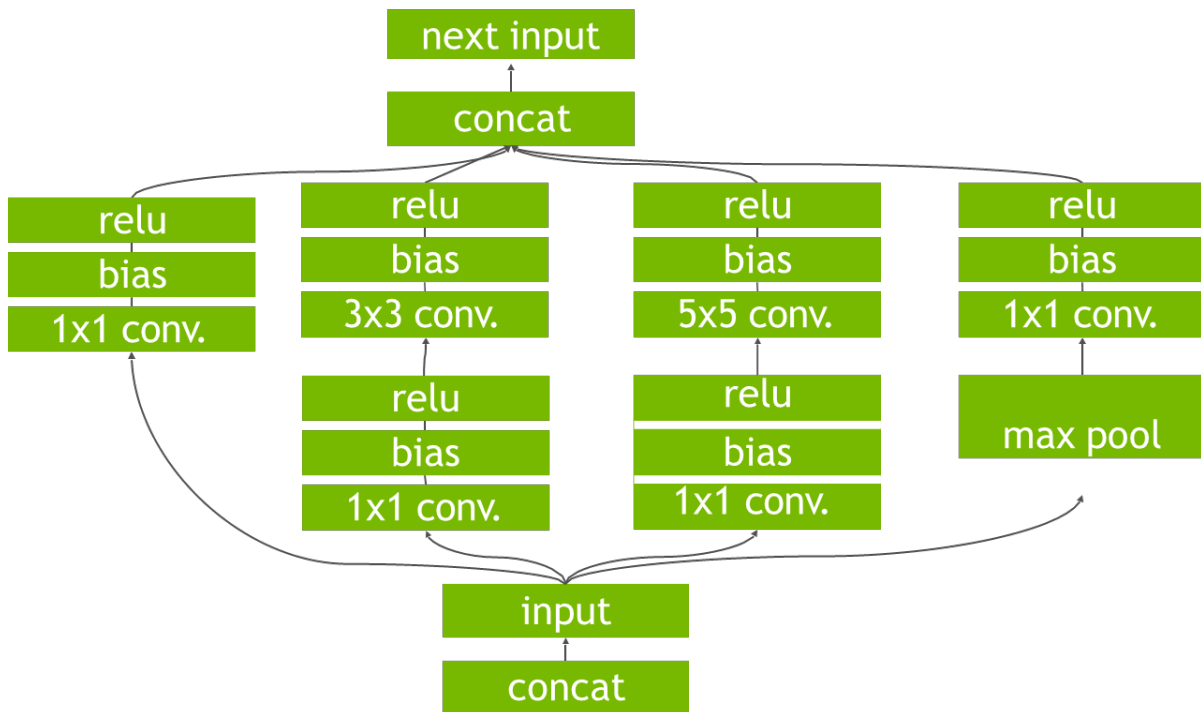 next input
concat
relu
bias
1x1 conv.
relu
bias
3x3 conv.
relu
bias
1x1 conv.
relu
bias
5x5 conv.
relu
bias
1x1 conv.
relu
bias
1x1 conv.
max pool
input
concat